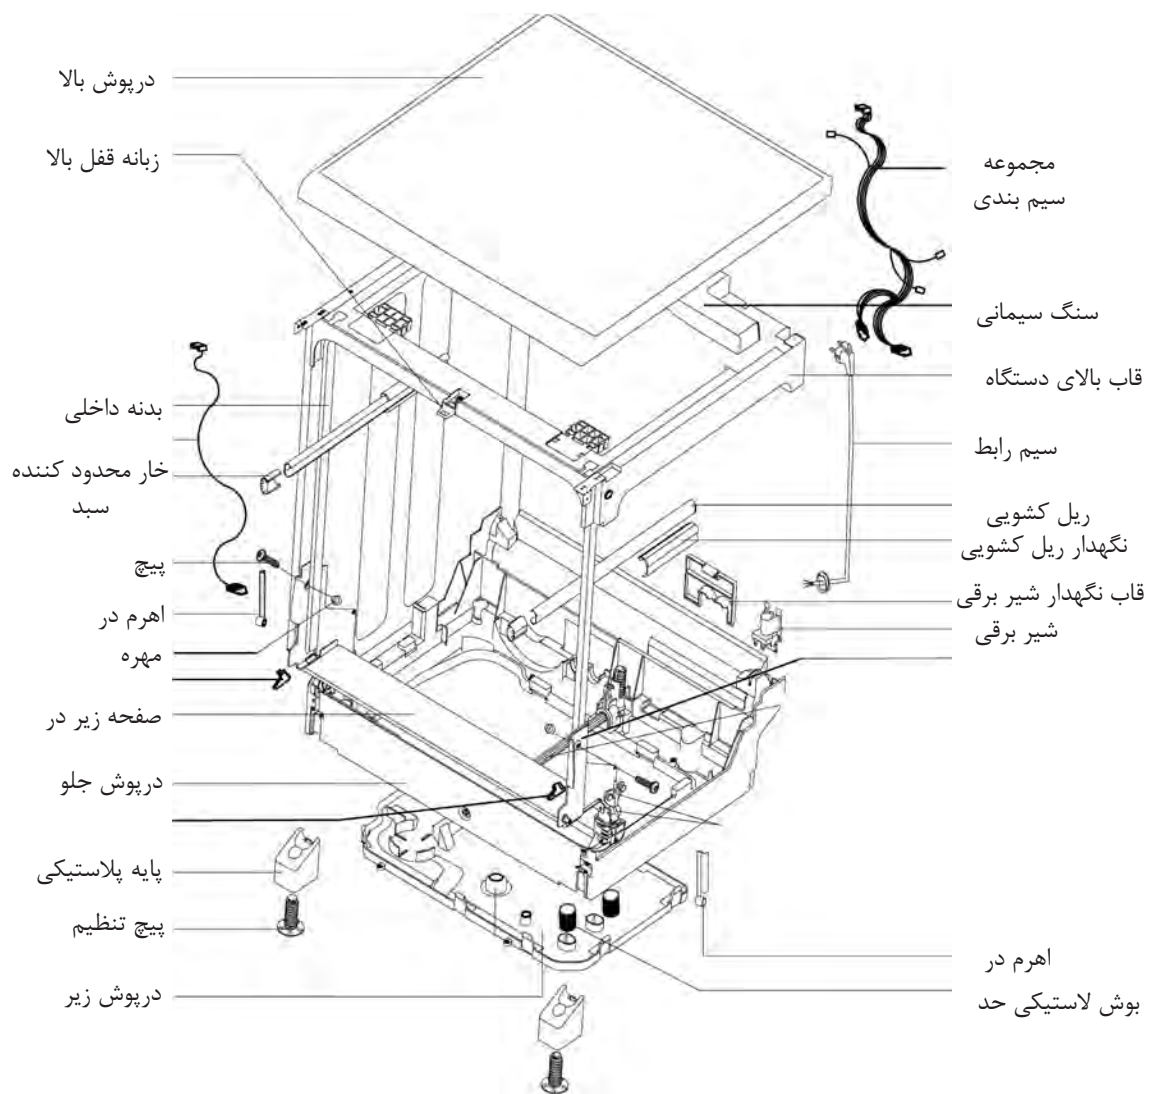 درپوش بالا
زبانه قفل بالا
مجموعه
سیم بندی
سنگ سیمانی
قاب بالای دستگاه
بدنه داخلی
سیم رابط
خار محدود کننده
سبد
ریل کشویی
نگهدار ریل کشویی
پیچ
قاب نگهدار شیر برقی
اهرم در
شیر برقی
مهره
صفحه زیر در
درپوش جلو
پایه پلاستیکی
پیچ تنظیم
اهرم در
درپوش زیر
بوش لاستیکی حد